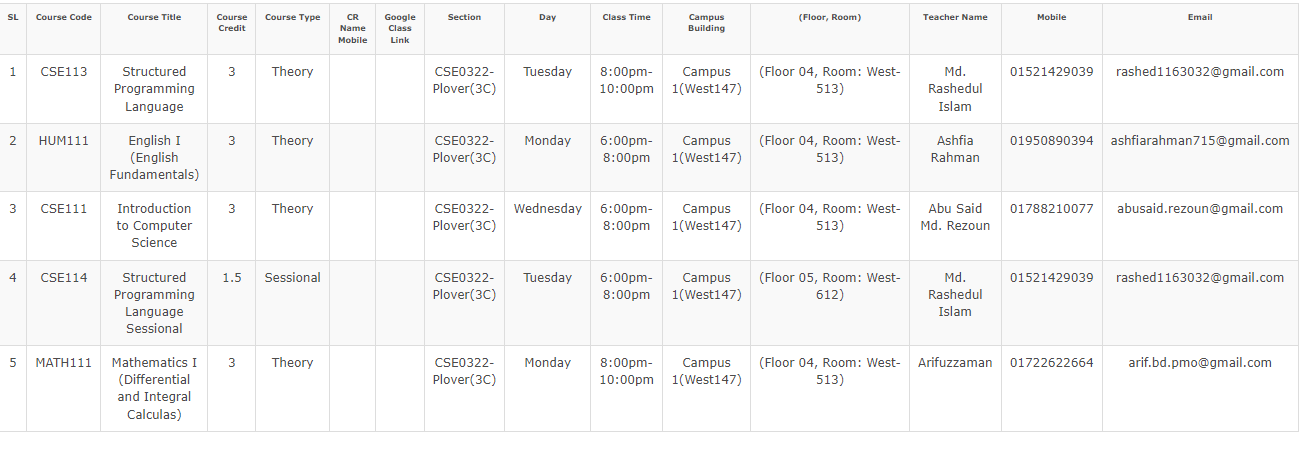 SL Course Code Course Title Course Credit Course Type CR Name Mobile Google Class Link Section Day Class Time Campus Building (Floor, Room) Teacher Name Mobile Email
1 CSE113 Structured Programming Language 3 Theory CSE0322-Plover(3C) Tuesday 8:00pm-10:00pm Campus 1(West147) (Floor 04, Room: West-513) Md. Rashedul Islam 01521429039 rashed1163032@gmail.com
2 HUM111 English I (English Fundamentals) 3 Theory CSE0322-Plover(3C) Monday 6:00pm-8:00pm Campus 1(West147) (Floor 04, Room: West-513) Ashfia Rahman 01950890394 ashfiarahman715@gmail.com
3 CSE111 Introduction to Computer Science 3 Theory CSE0322-Plover(3C) Wednesday 6:00pm-8:00pm Campus 1(West147) (Floor 04, Room: West-513) Abu Said Md. Rezoun 01788210077 abusaid.rezoun@gmail.com
4 CSE114 Structured Programming Language Sessional 1.5 Sessional CSE0322-Plover(3C) Tuesday 6:00pm-8:00pm Campus 1(West147) (Floor 05, Room: West-612) Md. Rashedul Islam 01521429039 rashed1163032@gmail.com
5 MATH111 Mathematics I (Differential and Integral Calculas) 3 Theory CSE0322-Plover(3C) Monday 8:00pm-10:00pm Campus 1(West147) (Floor 04, Room: West-513) Arifuzzaman 01722622664 arif.bd.pmo@gmail.com